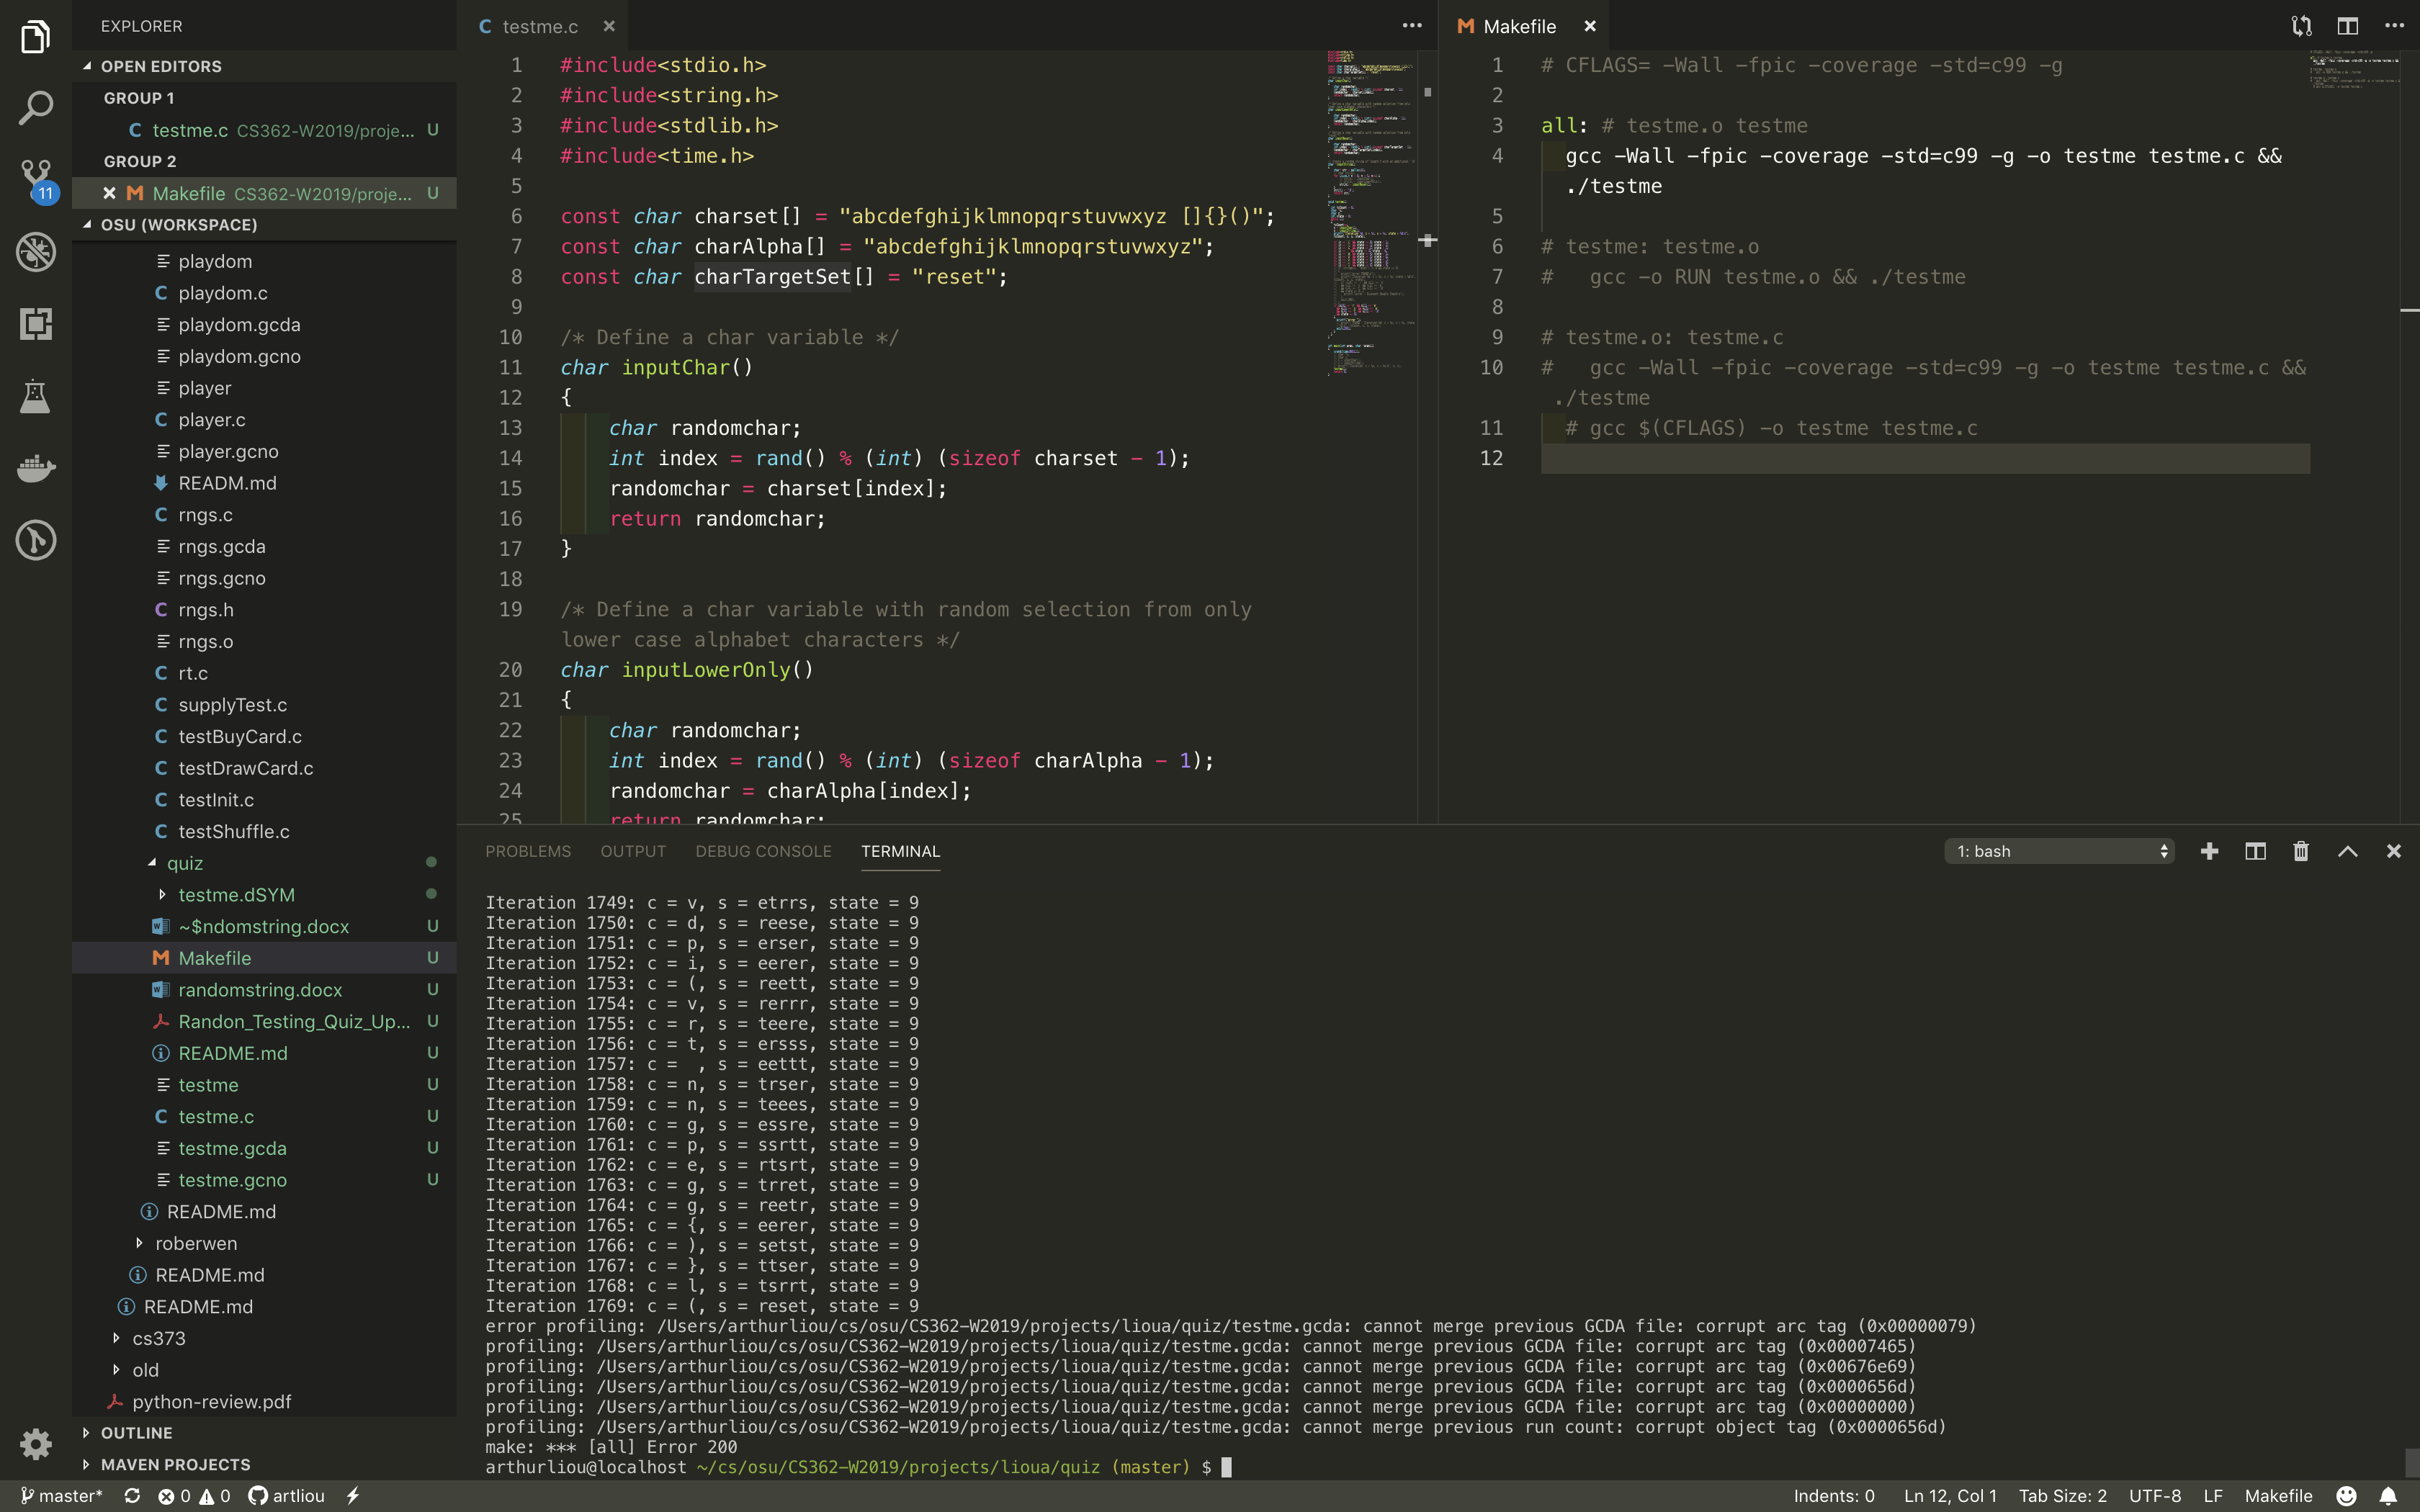 EXPLORER
OPEN EDITORS
GROUP 1
testme.c CS362-W2019/proje... U
GROUP 2
Makefile CS362-W2019/proje... U
OSU (WORKSPACE)
11
playdom
playdom.c
playdom.gcda
playdom.gcno
player
player.c
player.gcno
READM.md
rngs.c
rngs.gcda
rngs.gcno
rngs.h
rngs.o
rt.c
supplyTest.c
testBuyCard.c
testDrawCard.c
testInit.c
testShuffle.c
quiz
testme.dSYM
~$ndomstring.docx U
Makefile U
randomstring.docx U
Randon_Testing_Quiz_Up... U
README.md U
testme U
testme.c U
testme.gcda U
testme.gcno U
README.md
roberwen
README.md
README.md
cs373
old
python-review.pdf
OUTLINE
MAVEN PROJECTS
testme.c
1 #include<stdio.h>
2 #include<string.h>
3 #include<stdlib.h>
4 #include<time.h>
5
6 const char charset[] = "abcdefghijklmnopqrstuvwxyz []{}()";
7 const char charAlpha[] = "abcdefghijklmnopqrstuvwxyz";
8 const char charTargetSet[] = "reset";
9
10 /* Define a char variable */
11 char inputChar()
12 {
13 char randomchar;
14 int index = rand() % (int) (sizeof charset - 1);
15 randomchar = charset[index];
16 return randomchar;
17 }
18
19 /* Define a char variable with random selection from only
lower case alphabet characters */
20 char inputLowerOnly()
21 {
22 char randomchar;
23 int index = rand() % (int) (sizeof charAlpha - 1);
24 randomchar = charAlpha[index];
25 return randomchar;
Makefile
1 # CFLAGS= -Wall -fpic -coverage -std=c99 -g
2
3 all: # testme.o testme
4 gcc -Wall -fpic -coverage -std=c99 -g -o testme testme.c &&
./testme
5
6 # testme: testme.o
7 # gcc -o RUN testme.o && ./testme
8
9 # testme.o: testme.c
10 # gcc -Wall -fpic -coverage -std=c99 -g -o testme testme.c &&
./testme
11 # gcc $(CFLAGS) -o testme testme.c
12
PROBLEMS OUTPUT DEBUG CONSOLE TERMINAL
1: bash
Iteration 1749: c = v, s = etrrs, state = 9
Iteration 1750: c = d, s = reese, state = 9
Iteration 1751: c = p, s = erser, state = 9
Iteration 1752: c = i, s = eerer, state = 9
Iteration 1753: c = (, s = reett, state = 9
Iteration 1754: c = v, s = rerrr, state = 9
Iteration 1755: c = r, s = teere, state = 9
Iteration 1756: c = t, s = ersss, state = 9
Iteration 1757: c =  , s = eettt, state = 9
Iteration 1758: c = n, s = trser, state = 9
Iteration 1759: c = n, s = teees, state = 9
Iteration 1760: c = g, s = essre, state = 9
Iteration 1761: c = p, s = ssrtt, state = 9
Iteration 1762: c = e, s = rtsrt, state = 9
Iteration 1763: c = g, s = trret, state = 9
Iteration 1764: c = g, s = reetr, state = 9
Iteration 1765: c = {, s = eerer, state = 9
Iteration 1766: c = ), s = setst, state = 9
Iteration 1767: c = }, s = ttser, state = 9
Iteration 1768: c = l, s = tsrrt, state = 9
Iteration 1769: c = (, s = reset, state = 9
error profiling: /Users/arthurliou/cs/osu/CS362-W2019/projects/lioua/quiz/testme.gcda: cannot merge previous GCDA file: corrupt arc tag (0x00000079)
profiling: /Users/arthurliou/cs/osu/CS362-W2019/projects/lioua/quiz/testme.gcda: cannot merge previous GCDA file: corrupt arc tag (0x00007465)
profiling: /Users/arthurliou/cs/osu/CS362-W2019/projects/lioua/quiz/testme.gcda: cannot merge previous GCDA file: corrupt arc tag (0x00676e69)
profiling: /Users/arthurliou/cs/osu/CS362-W2019/projects/lioua/quiz/testme.gcda: cannot merge previous GCDA file: corrupt arc tag (0x0000656d)
profiling: /Users/arthurliou/cs/osu/CS362-W2019/projects/lioua/quiz/testme.gcda: cannot merge previous GCDA file: corrupt arc tag (0x00000000)
profiling: /Users/arthurliou/cs/osu/CS362-W2019/projects/lioua/quiz/testme.gcda: cannot merge previous run count: corrupt object tag (0x0000656d)
make: *** [all] Error 200
arthurliou@localhost ~/cs/osu/CS362-W2019/projects/lioua/quiz (master) $
master* 0 0 artliou Indents: 0 Ln 12, Col 1 Tab Size: 2 UTF-8 LF Makefile